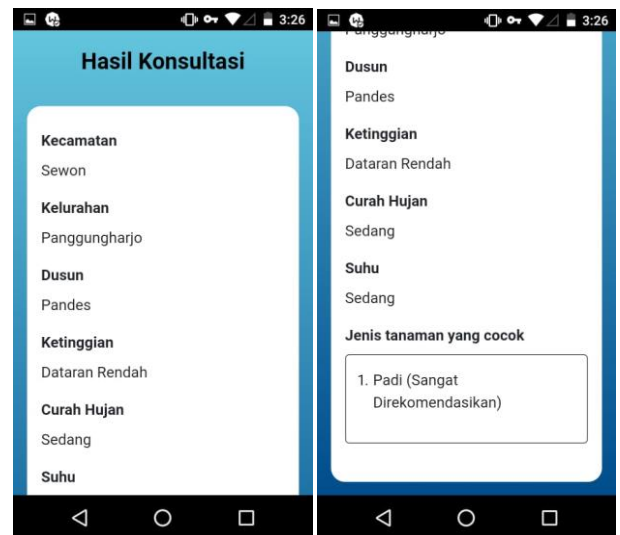 3:26
Hasil Konsultasi
Kecamatan
Sewon
Kelurahan
Panggungharjo
Dusun
Pandes
Ketinggian
Dataran Rendah
Curah Hujan
Sedang
Suhu
3:26
Panggungharjo
Dusun
Pandes
Ketinggian
Dataran Rendah
Curah Hujan
Sedang
Suhu
Sedang
Jenis tanaman yang cocok
1. Padi (Sangat
Direkomendasikan)